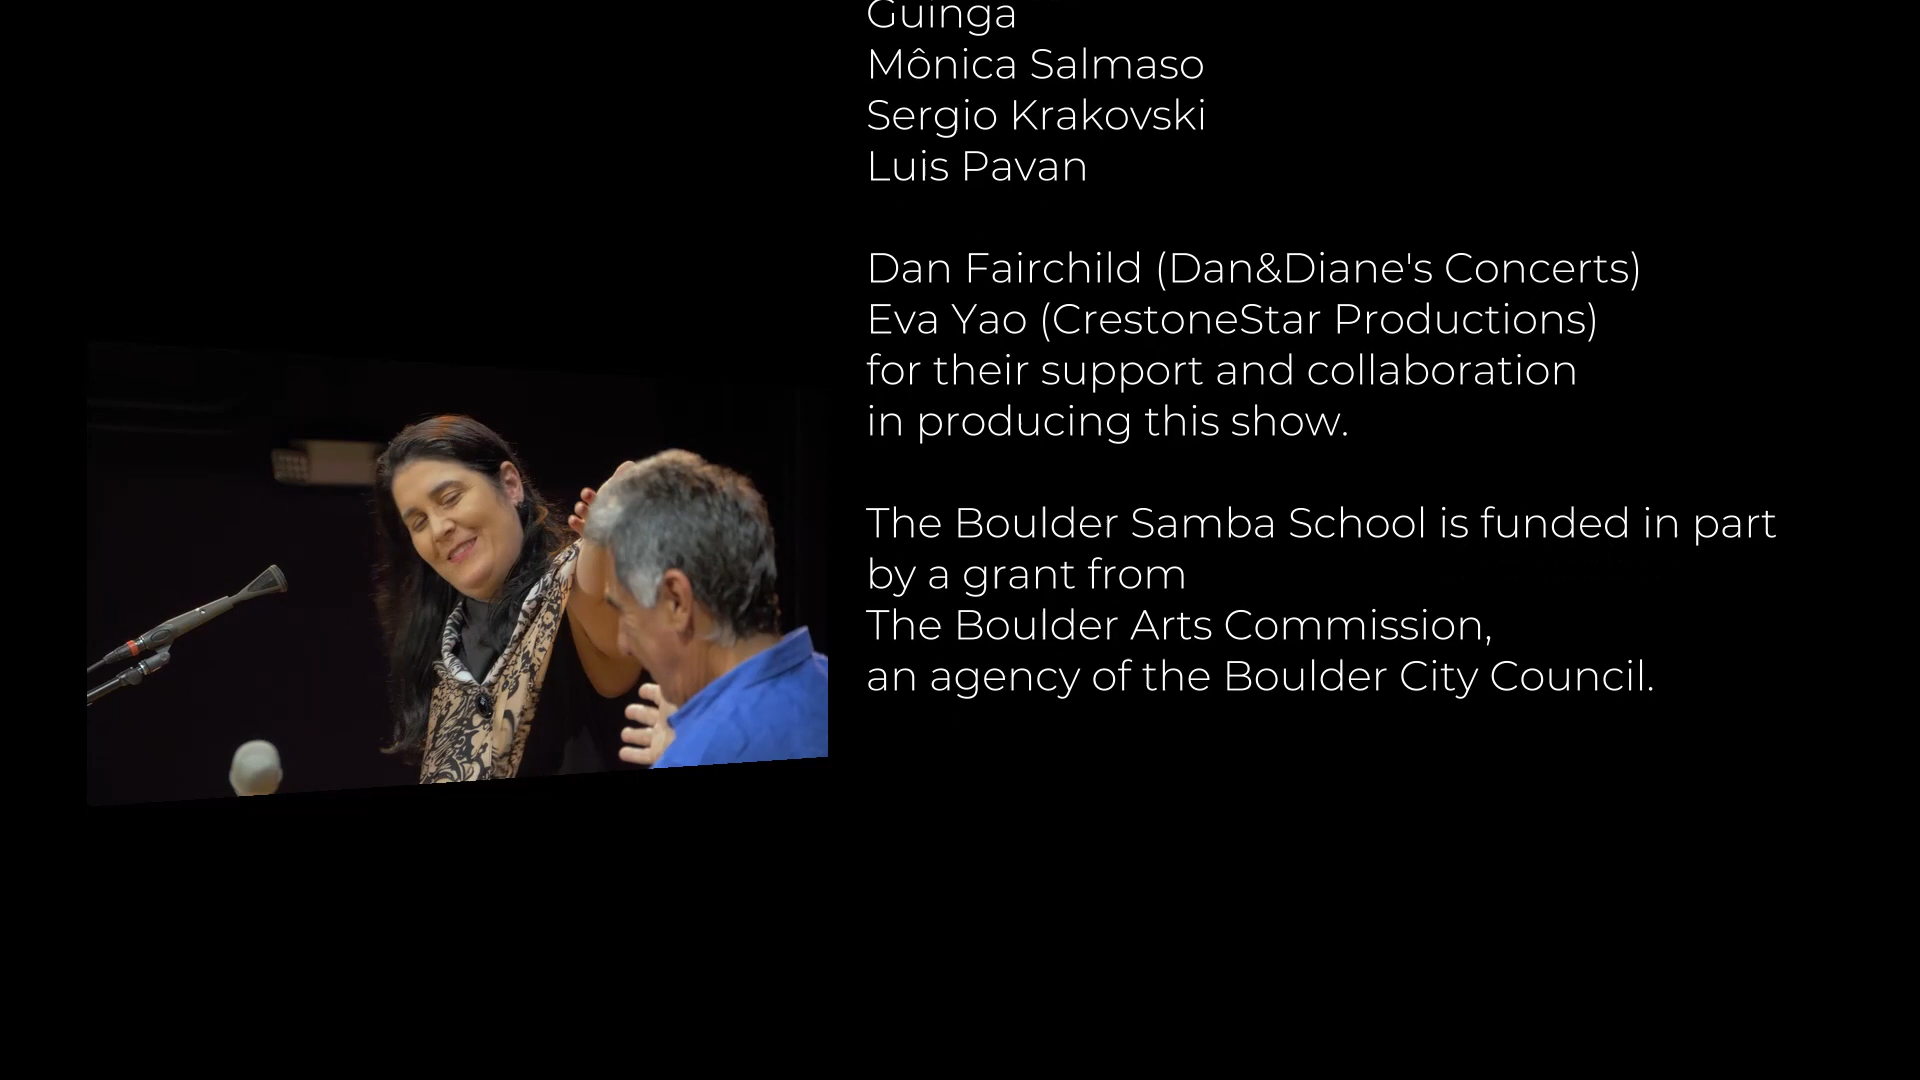 Guinga
Mônica Salmaso
Sergio Krakovski
Luis Pavan
Dan Fairchild (Dan&Diane's Concerts)
Eva Yao (CrestoneStar Productions)
for their support and collaboration
in producing this show.
The Boulder Samba School is funded in part
by a grant from
The Boulder Arts Commission,
an agency of the Boulder City Council.